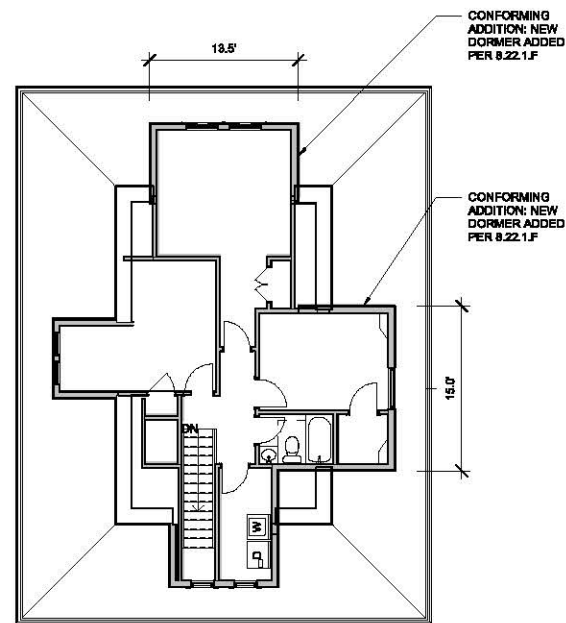 CONFORMING
ADDITION: NEW
DORMER ADDED
PER 8.22.1.F
13.5'
CONFORMING
ADDITION: NEW
DORMER ADDED
PER 8.22.1.F
15.0'
DN
W
D